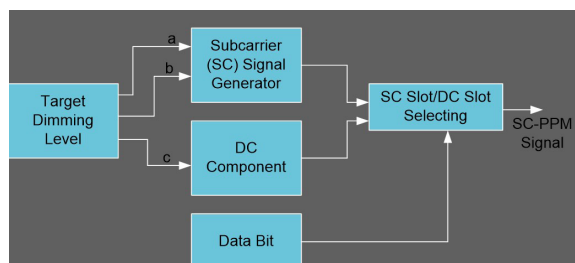 Target
Dimming
Level
a
b
c
Subcarrier
(SC) Signal
Generator
DC
Component
Data Bit
SC Slot/DC Slot
Selecting
SC-PPM
Signal